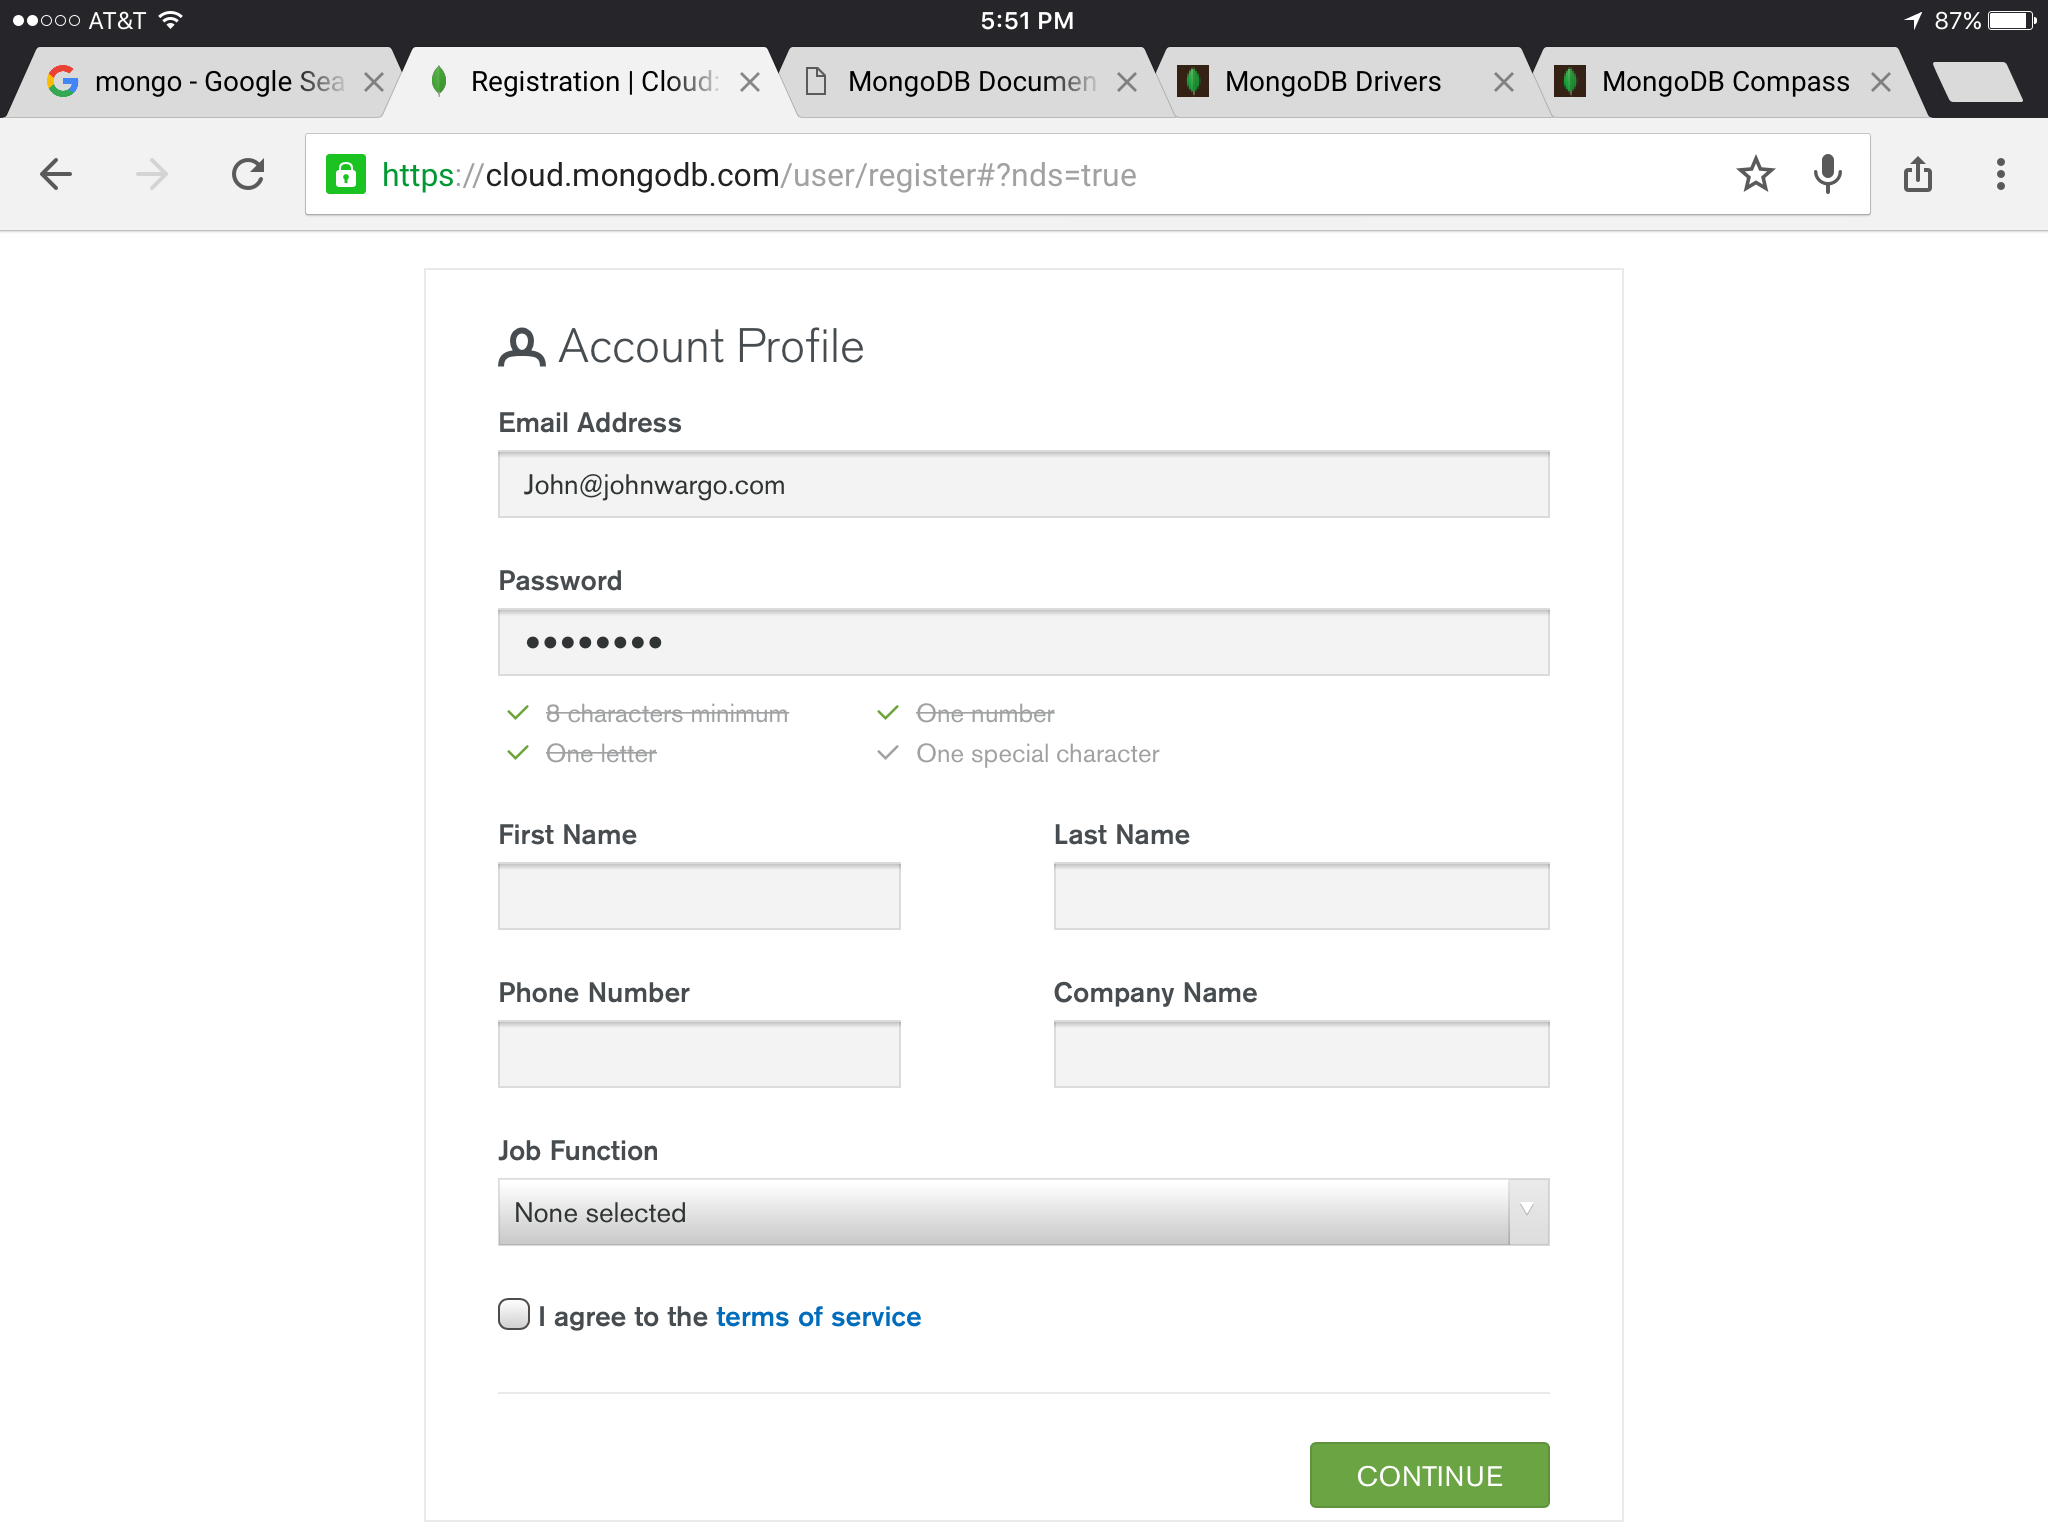 AT&T 5:51 PM 87%
mongo - Google Sea Registration | Cloud: MongoDB Documen MongoDB Drivers MongoDB Compass
https://cloud.mongodb.com/user/register#?nds=true
Account Profile
Email Address
John@johnwargo.com
Password
••••••••
8 characters minimum One number
One letter One special character
First Name Last Name
Phone Number Company Name
Job Function
None selected
I agree to the terms of service
CONTINUE